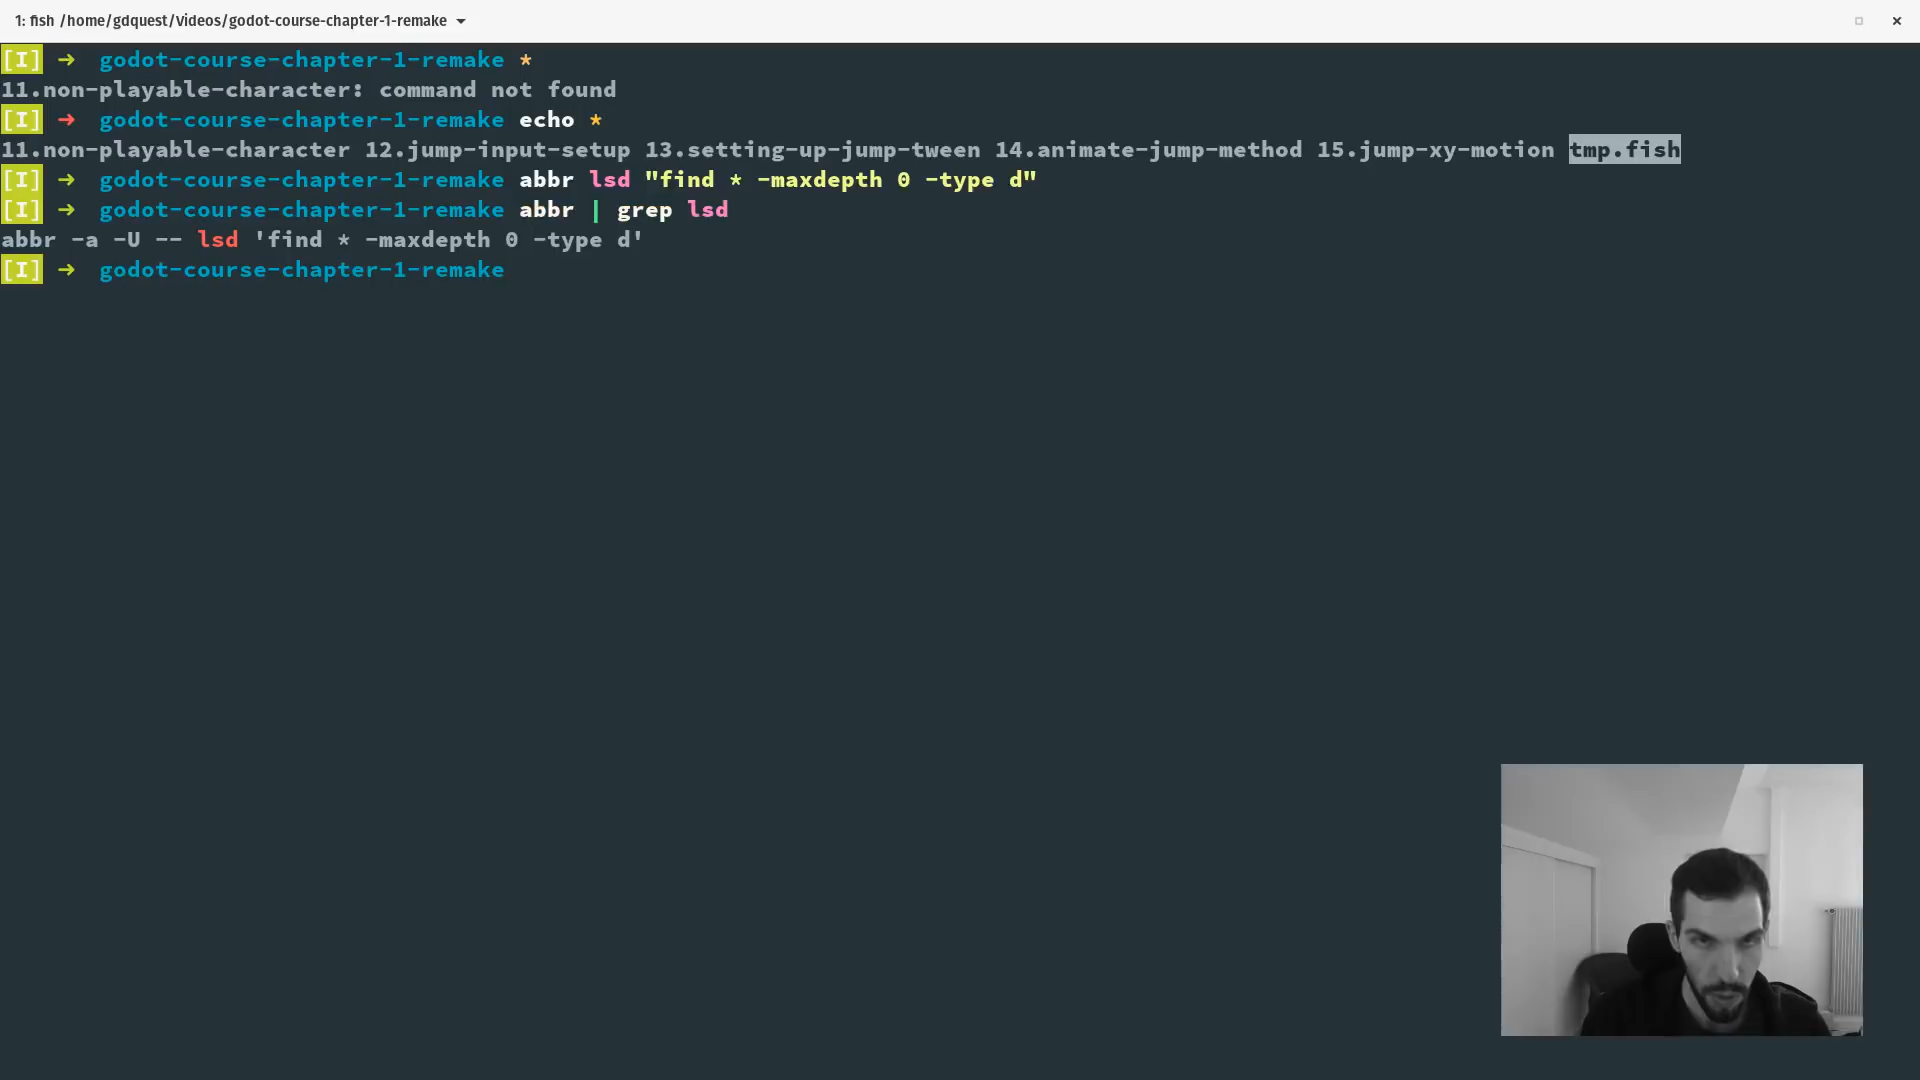 1: fish /home/gdquest/Videos/godot-course-chapter-1-remake
[I] ➜ godot-course-chapter-1-remake *
11.non-playable-character: command not found
[I] ➜ godot-course-chapter-1-remake echo *
11.non-playable-character 12.jump-input-setup 13.setting-up-jump-tween 14.animate-jump-method 15.jump-xy-motion tmp.fish
[I] ➜ godot-course-chapter-1-remake abbr lsd "find * -maxdepth 0 -type d"
[I] ➜ godot-course-chapter-1-remake abbr | grep lsd
abbr -a -U -- lsd 'find * -maxdepth 0 -type d'
[I] ➜ godot-course-chapter-1-remake